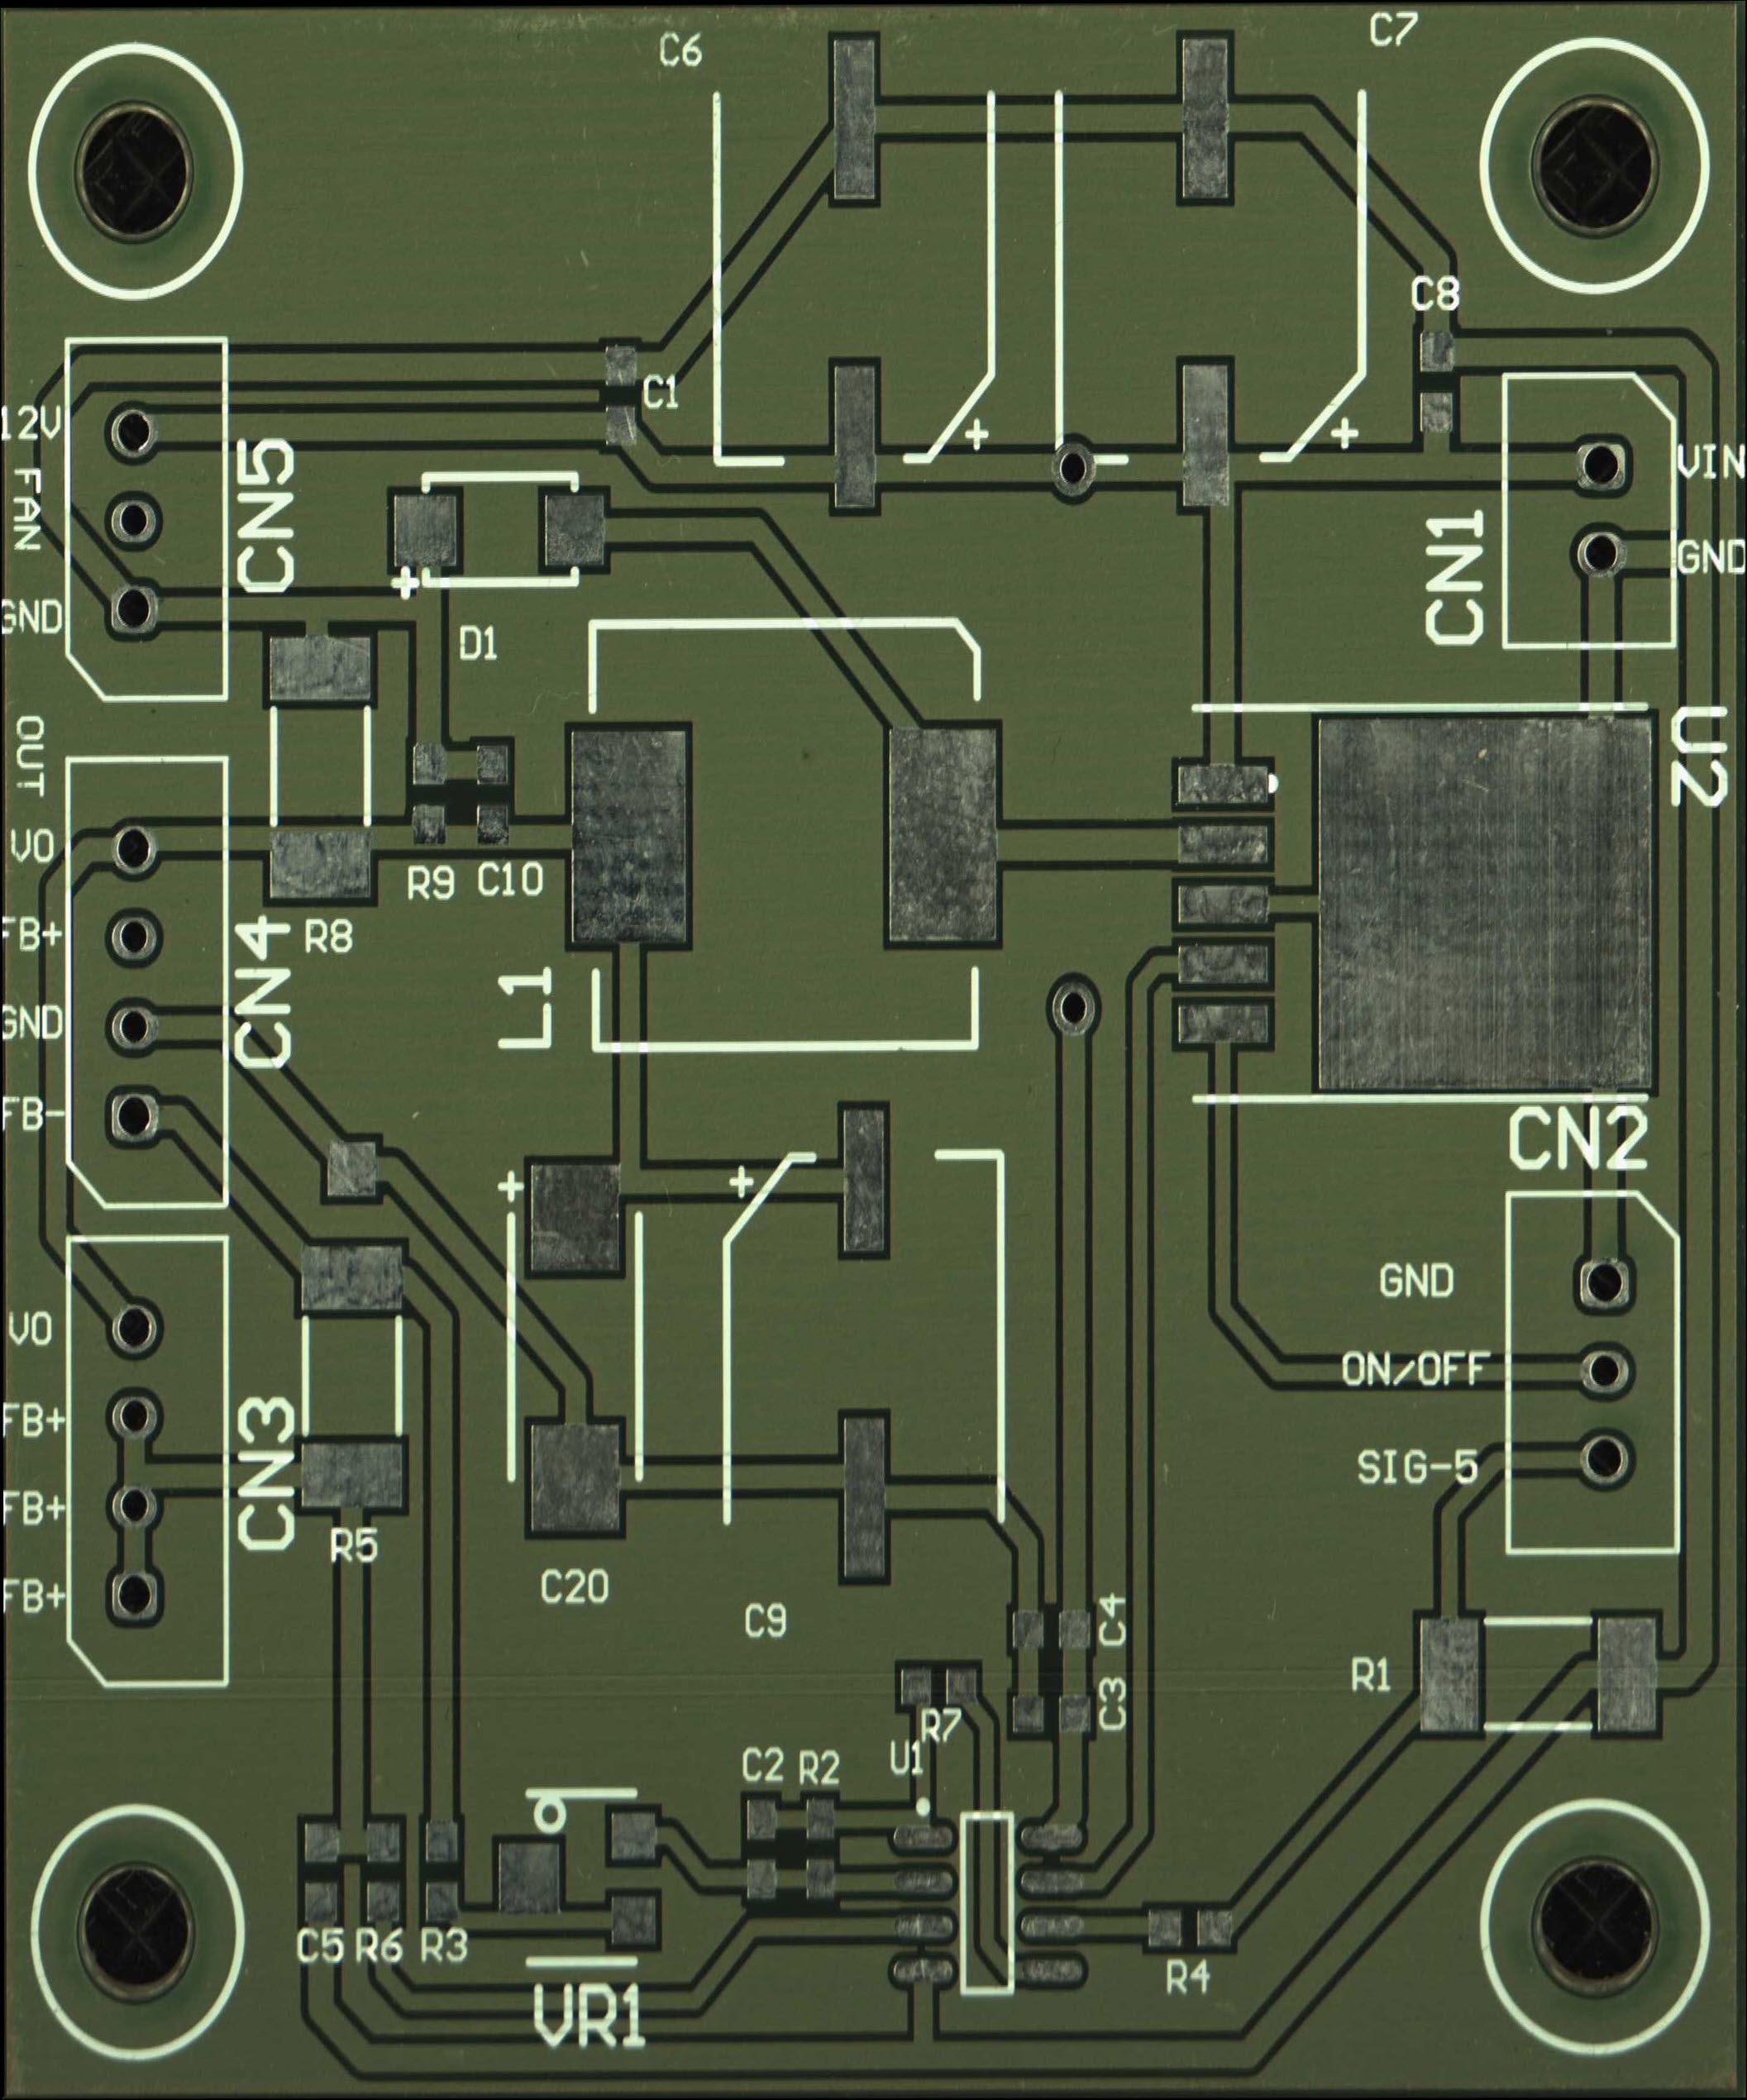 C6
C7
C8
C1
12V
FAN
GND
CN5
VIN
GND
CN1
D1
OUT
U2
VO
FB+
GND
FB-
R9
C10
R8
CN4
L1
CN2
+
+
+
+
+
GND
ON/OFF
SIG-5
VO
FB+
FB+
FB+
CN3
R5
C20
C9
C4
C3
R1
R7
U1
C2
R2
C5
R6
R3
R4
VR1